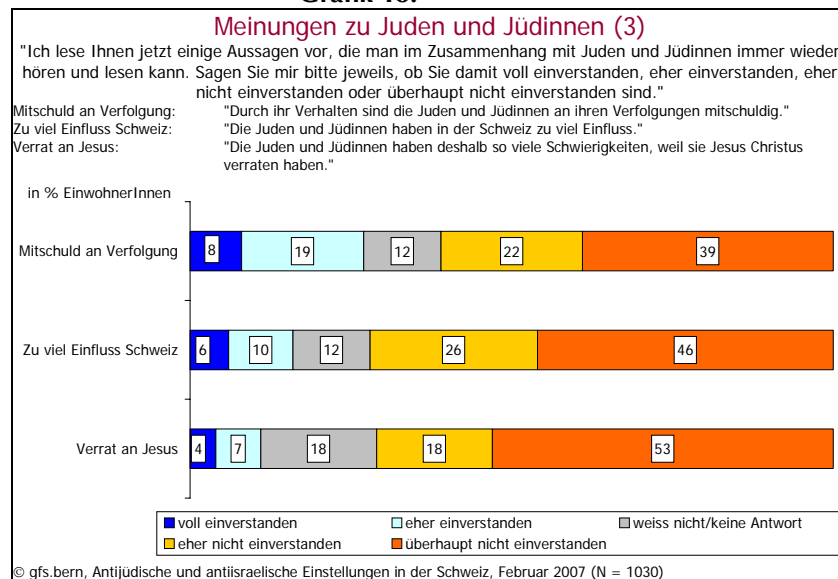 Meinungen zu Juden und Jüdinnen (3)
"Ich lese Ihnen jetzt einige Aussagen vor, die man im Zusammenhang mit Juden und Jüdinnen immer wieder
hören und lesen kann. Sagen Sie mir bitte jeweils, ob Sie damit voll einverstanden, eher einverstanden, eher
nicht einverstanden oder überhaupt nicht einverstanden sind."
Mitschuld an Verfolgung: "Durch ihr Verhalten sind die Juden und Jüdinnen an ihren Verfolgungen mitschuldig."
Zu viel Einfluss Schweiz: "Die Juden und Jüdinnen haben in der Schweiz zu viel Einfluss."
Verrat an Jesus: "Die Juden und Jüdinnen haben deshalb so viele Schwierigkeiten, weil sie Jesus Christus
verraten haben."
in % EinwohnerInnen
Mitschuld an Verfolgung 8 19 12 22 39
Zu viel Einfluss Schweiz 6 10 12 26 46
Verrat an Jesus 4 7 18 18 53
voll einverstanden eher einverstanden weiss nicht/keine Antwort
eher nicht einverstanden überhaupt nicht einverstanden
© gfs.bern, Antijüdische und antiisraelische Einstellungen in der Schweiz, Februar 2007 (N = 1030)